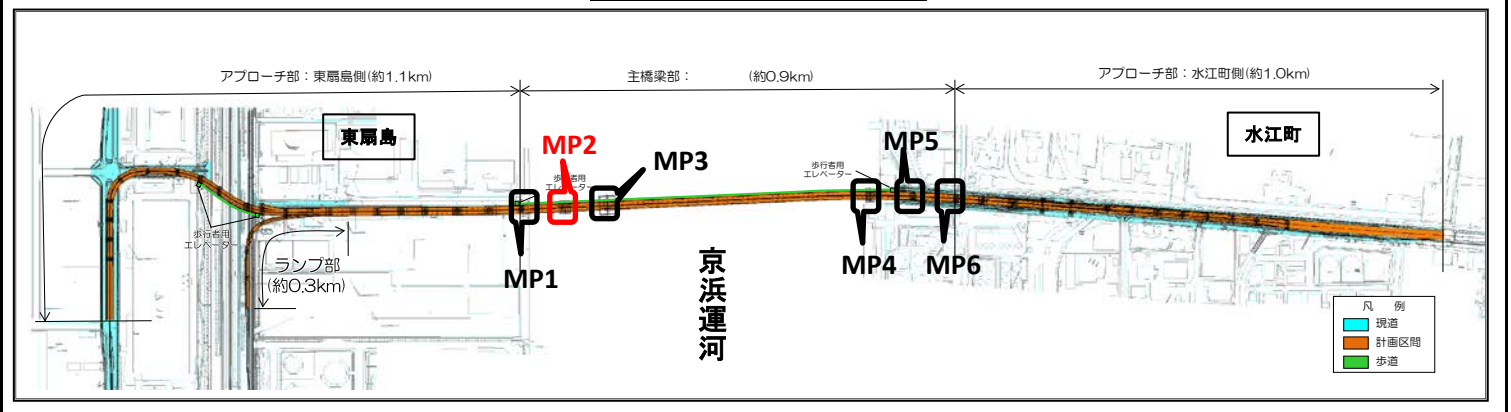 アプローチ部：東扇島側(約1.1km)
主橋梁部： (約0.9km)
アプローチ部：水江町側(約1.0km)
東扇島
水江町
MP2
MP3
MP5
歩行者用
エレベーター
歩行者用
エレベーター
歩行者用
エレベーター
ランプ部
(約0.3km)
MP1
MP4
MP6
京浜運河
凡 例
現道
計画区間
歩道